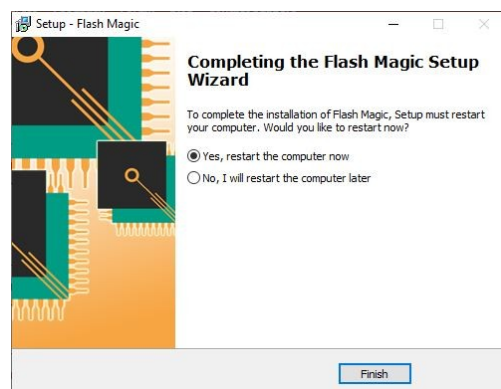 Setup - Flash Magic
Completing the Flash Magic Setup
Wizard
To complete the installation of Flash Magic, Setup must restart
your computer. Would you like to restart now?
Yes, restart the computer now
No, I will restart the computer later
Finish